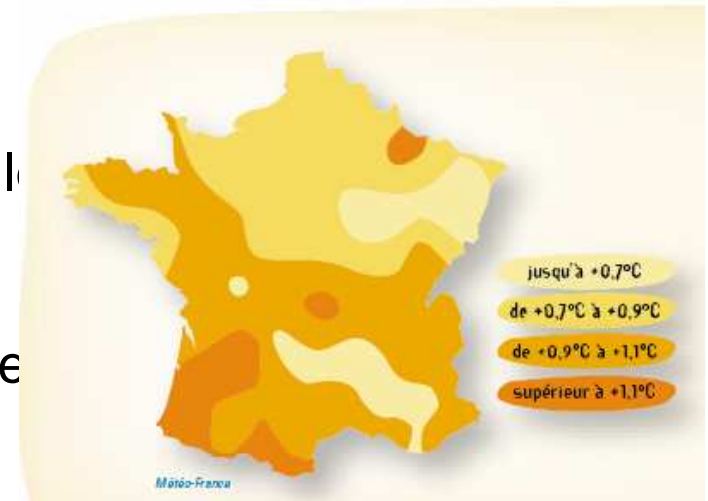 jusqu'à +0,7°C
de +0,7°C à +0,9°C
de +0,9°C à +1,1°C
supérieur à +1,1°C
Météo-France